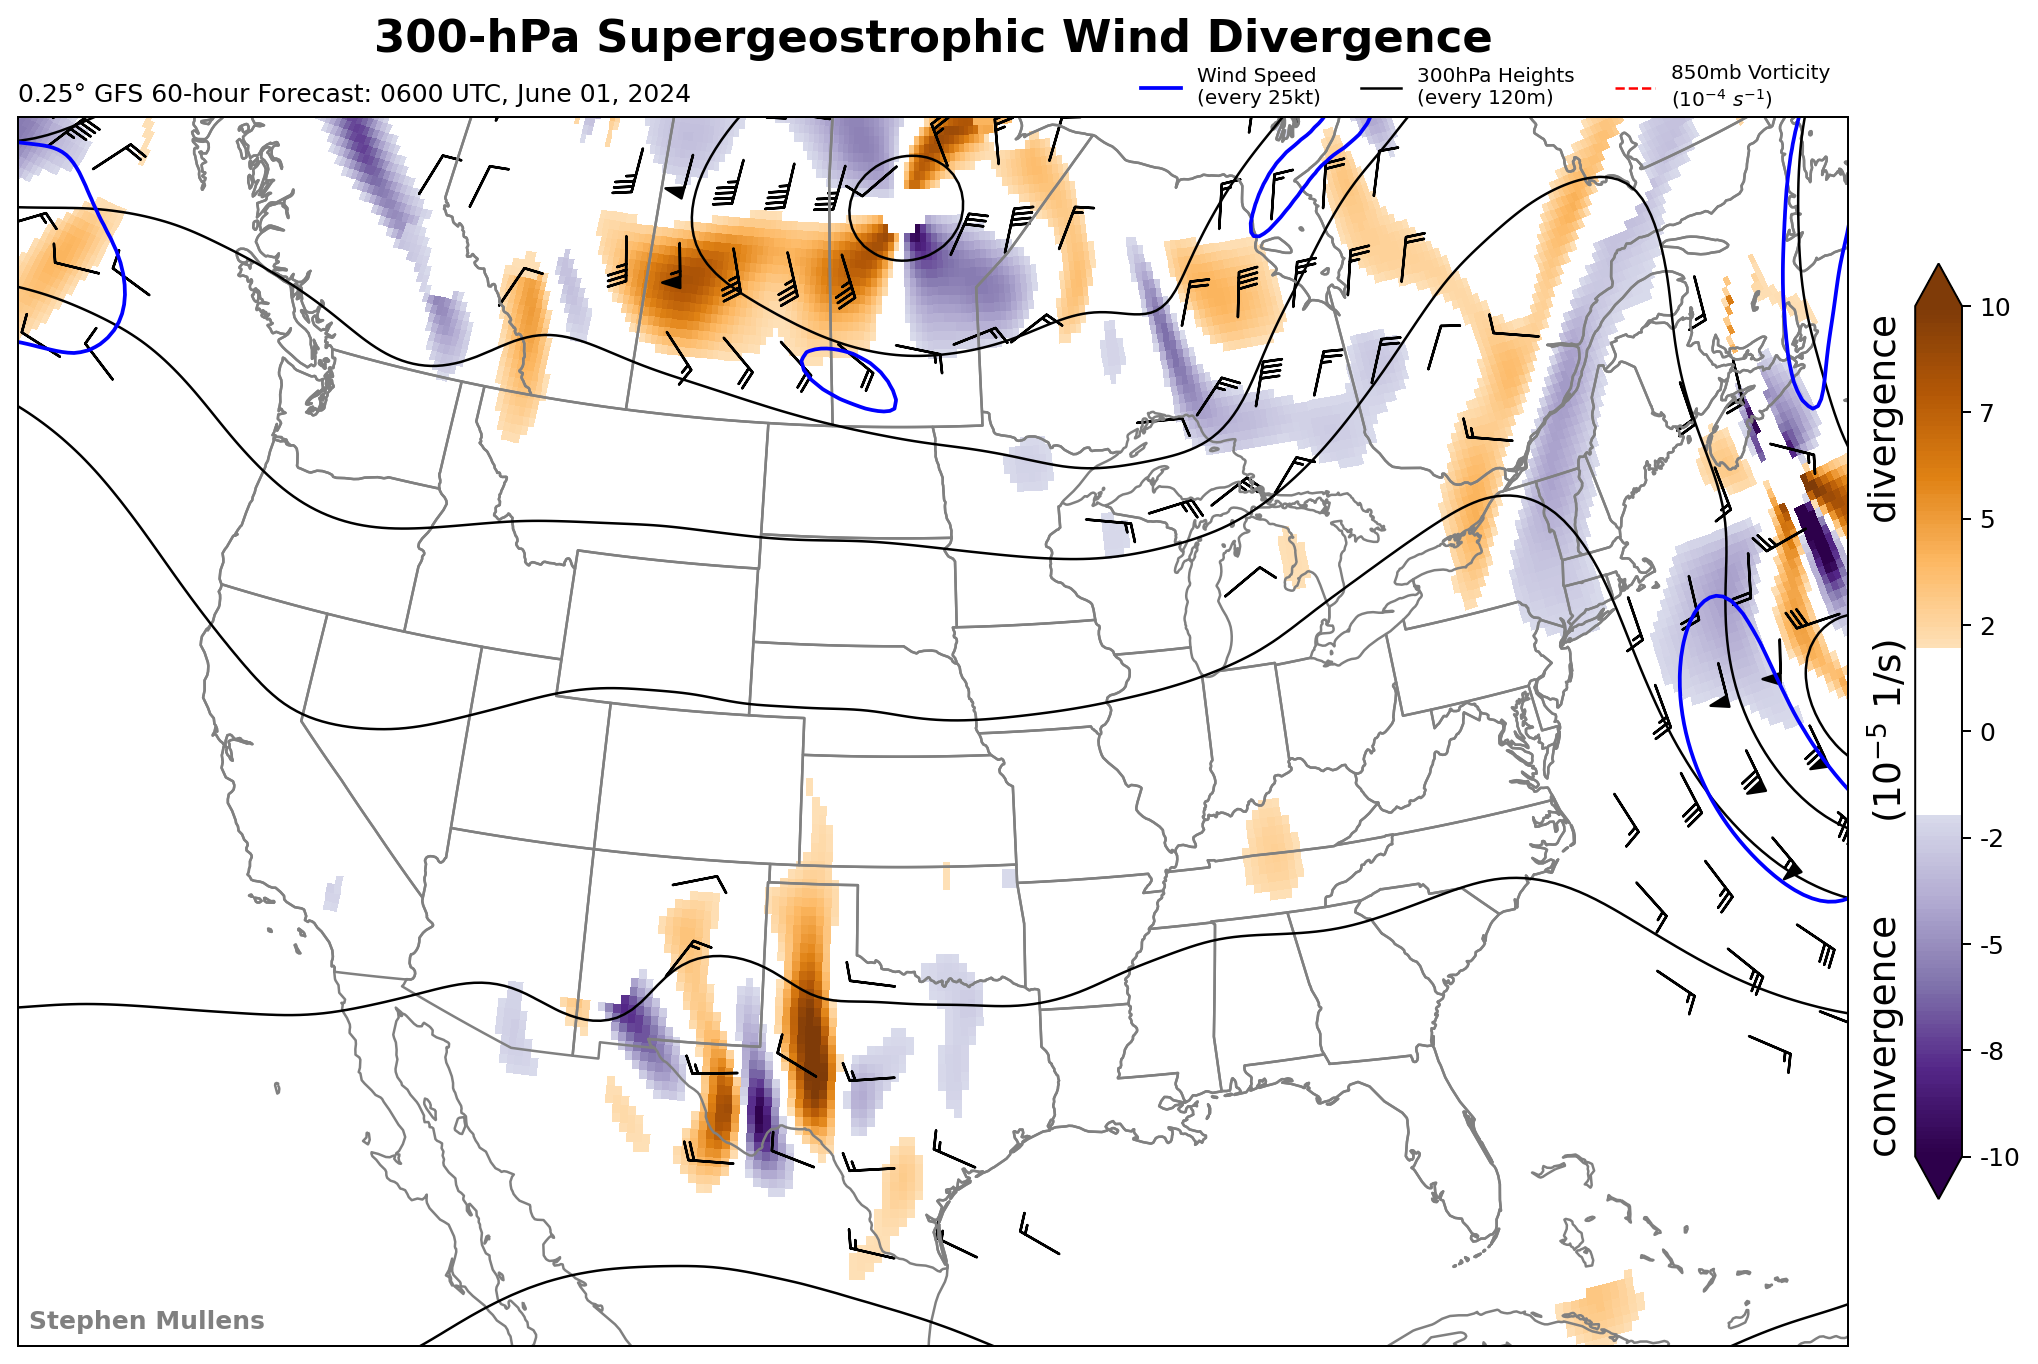 300-hPa Supergeostrophic Wind Divergence
0.25° GFS 60-hour Forecast: 0600 UTC, June 01, 2024
Wind Speed
(every 25kt)
300hPa Heights
(every 120m)
850mb Vorticity
(10⁻⁴ s⁻¹)
convergence (10⁻⁵ 1/s) divergence
10
7
5
2
0
-2
-5
-8
-10
Stephen Mullens